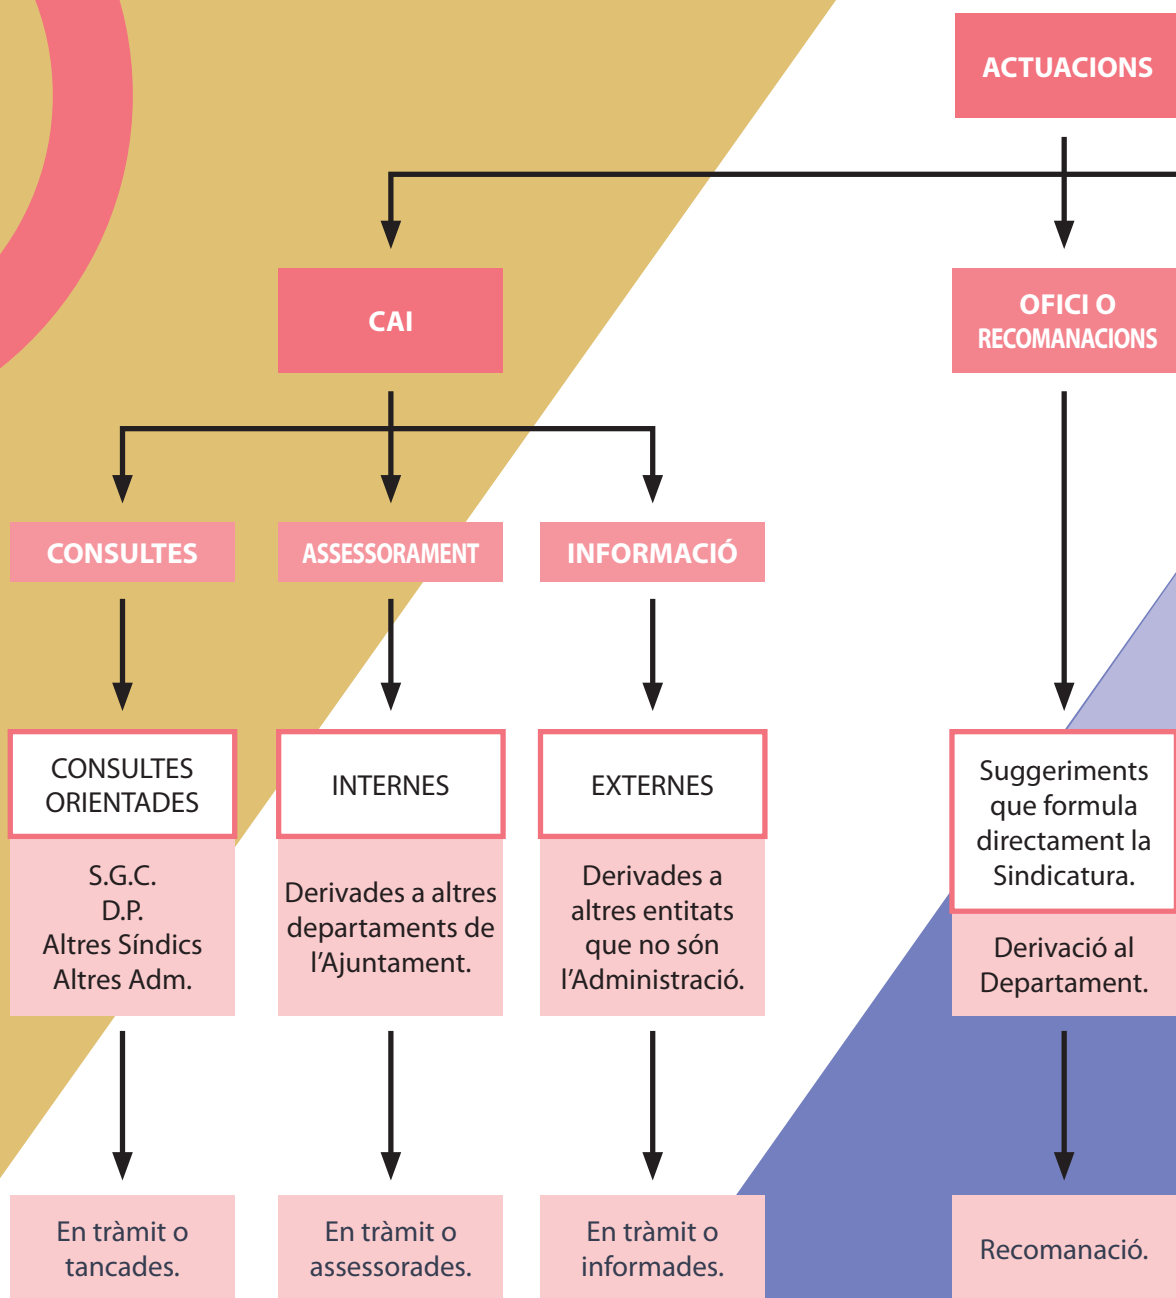 ACTUACIONS
CAI
OFICI O
RECOMANACIONS
CONSULTES
ASSESSORAMENT
INFORMACIÓ
CONSULTES
ORIENTADES
S.G.C.
D.P.
Altres Síndics
Altres Adm.
INTERNES
Derivades a altres
departaments de
l'Ajuntament.
EXTERNES
Derivades a
altres entitats
que no són
l'Administració.
Suggeriments
que formula
directament la
Sindicatura.
Derivació al
Departament.
En tràmit o
tancades.
En tràmit o
assessorades.
En tràmit o
informades.
Recomanació.